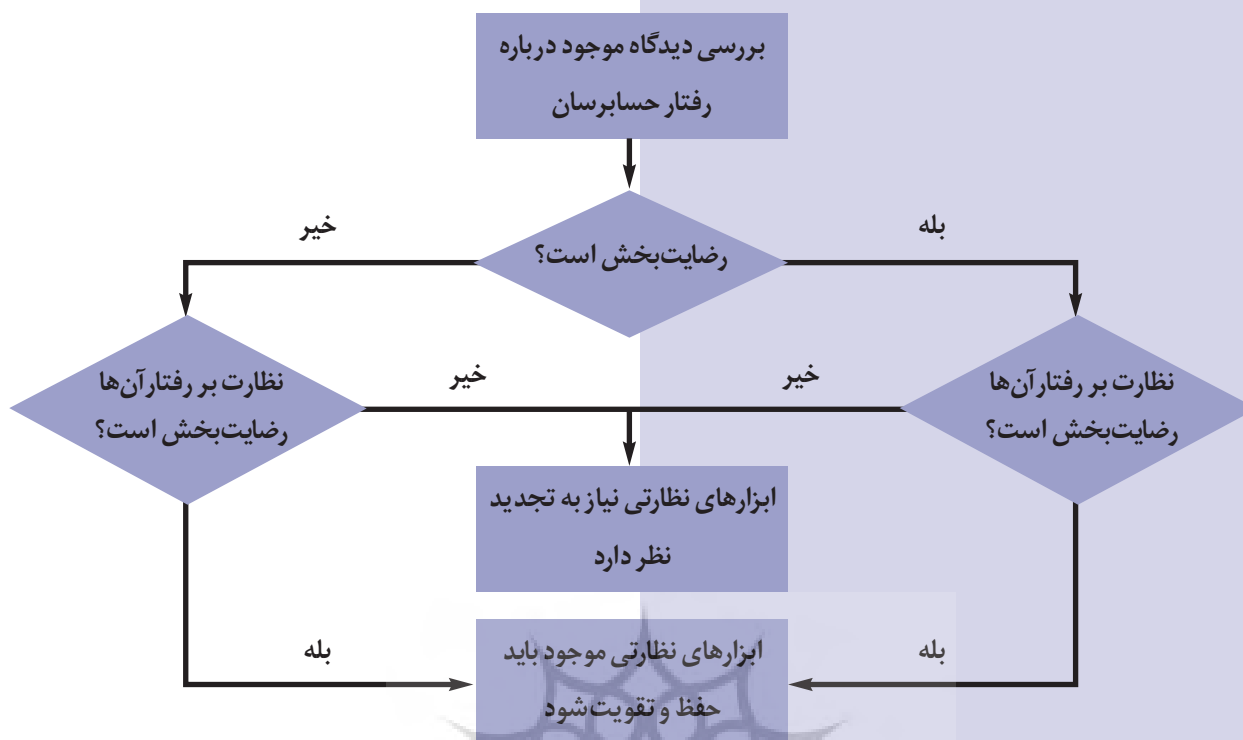 بررسی دیدگاه موجود درباره
رفتار حسابرسان
رضایت‌بخش است؟
بله
خیر
نظارت بر رفتارآن‌ها
رضایت‌بخش است؟
خیر
خیر
نظارت بر رفتارآن‌ها
رضایت‌بخش است؟
ابزارهای نظارتی نیاز به تجدید
نظر دارد
بله
بله
ابزارهای نظارتی موجود باید
حفظ و تقویت‌شود